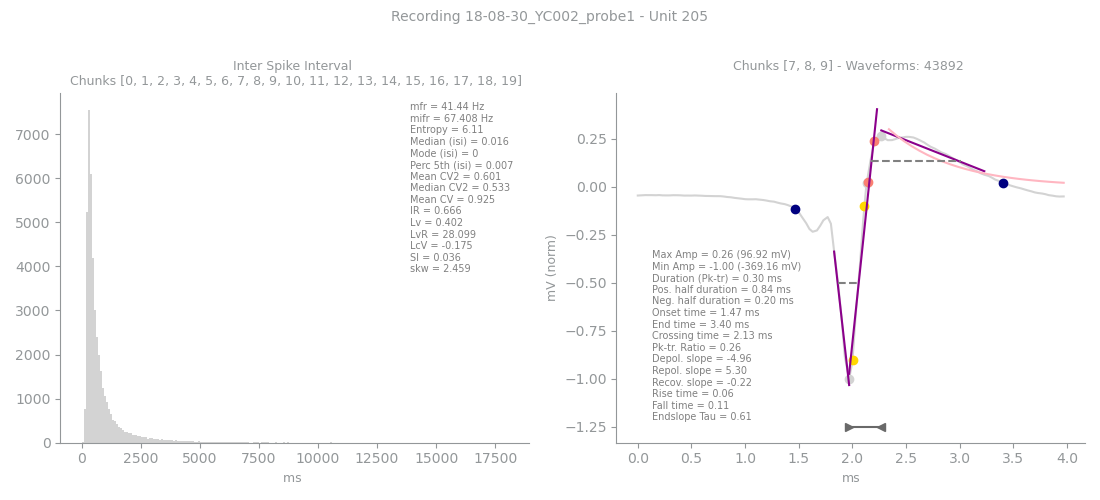 Recording 18-08-30_YC002_probe1 - Unit 205
Inter Spike Interval
Chunks [0, 1, 2, 3, 4, 5, 6, 7, 8, 9, 10, 11, 12, 13, 14, 15, 16, 17, 18, 19]
7000
6000
5000
4000
3000
2000
1000
0
mfr = 41.44 Hz
mifr = 67.408 Hz
Entropy = 6.11
Median (isi) = 0.016
Mode (isi) = 0
Perc 5th (isi) = 0.007
Mean CV2 = 0.601
Median CV2 = 0.533
Mean CV = 0.925
IR = 0.666
Lv = 0.402
LvR = 28.099
LcV = -0.175
SI = 0.036
skw = 2.459
0 2500 5000 7500 10000 12500 15000 17500
ms
Chunks [7, 8, 9] - Waveforms: 43892
mV (norm)
0.25
0.00
−0.25
−0.50
−0.75
−1.00
−1.25
Max Amp = 0.26 (96.92 mV)
Min Amp = -1.00 (-369.16 mV)
Duration (Pk-tr) = 0.30 ms
Pos. half duration = 0.84 ms
Neg. half duration = 0.20 ms
Onset time = 1.47 ms
End time = 3.40 ms
Crossing time = 2.13 ms
Pk-tr. Ratio = 0.26
Depol. slope = -4.96
Repol. slope = 5.30
Recov. slope = -0.22
Rise time = 0.06
Fall time = 0.11
Endslope Tau = 0.61
0.0 0.5 1.0 1.5 2.0 2.5 3.0 3.5 4.0
ms